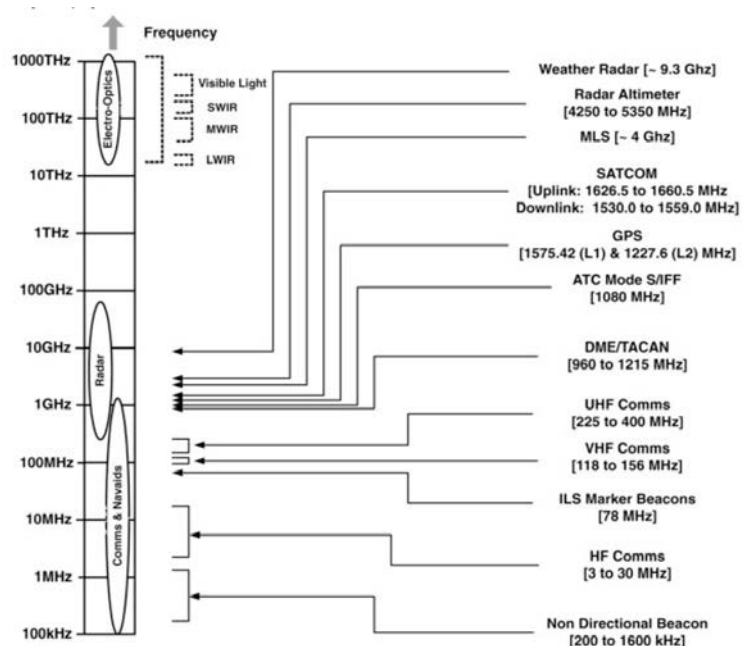 Frequency
1000THz
100THz
10THz
1THz
100GHz
10GHz
1GHz
100MHz
10MHz
1MHz
100kHz
Electro-Optics
Radar
Comms & Navaids
Visible Light
SWIR
MWIR
LWIR
Weather Radar [~ 9.3 Ghz]
Radar Altimeter
[4250 to 5350 MHz]
MLS [~ 4 Ghz]
SATCOM
[Uplink: 1626.5 to 1660.5 MHz
Downlink: 1530.0 to 1559.0 MHz]
GPS
[1575.42 (L1) & 1227.6 (L2) MHz]
ATC Mode S/IFF
[1080 MHz]
DME/TACAN
[960 to 1215 MHz]
UHF Comms
[225 to 400 MHz]
VHF Comms
[118 to 156 MHz]
ILS Marker Beacons
[78 MHz]
HF Comms
[3 to 30 MHz]
Non Directional Beacon
[200 to 1600 kHz]